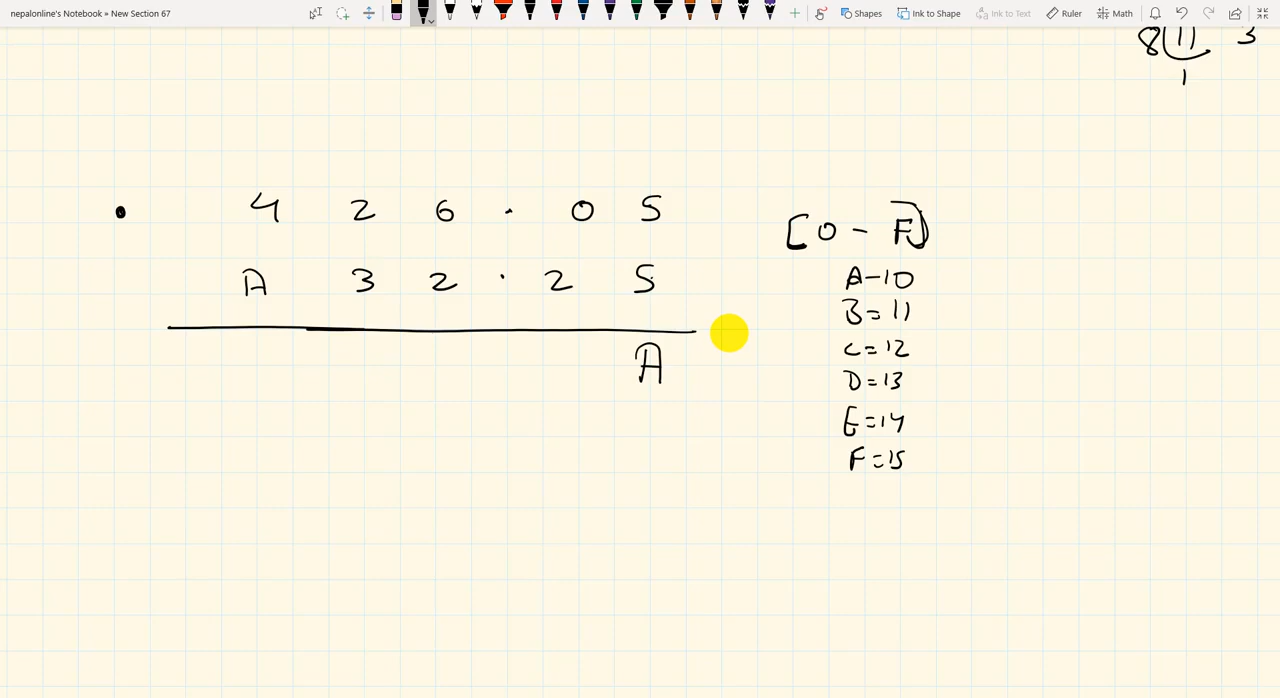 nepalonline's Notebook » New Section 67
Shapes Ink to Shape Ink to Text Ruler Math
8 11 3
1
4 2 6 . 0 5
A 3 2 . 2 5
A
[0 - F]
A-10
B=11
C=12
D=13
E=14
F=15